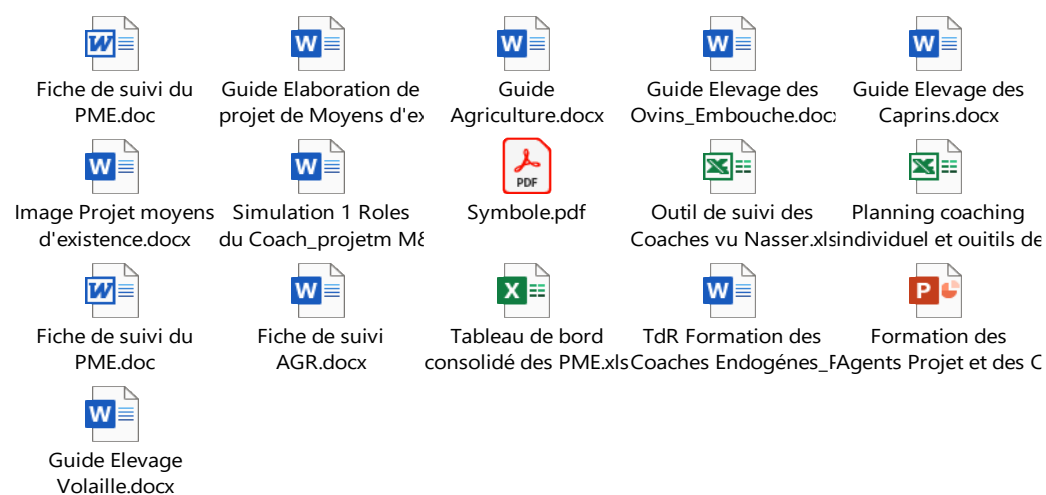 Fiche de suivi du
PME.doc
Guide Elaboration de
projet de Moyens d'ex
Guide
Agriculture.docx
Guide Elevage des
Ovins_Embouche.doc
Guide Elevage des
Caprins.docx
Image Projet moyens
d'existence.docx
Simulation 1 Roles
du Coach_projetm M&
PDF
Symbole.pdf
Outil de suivi des
Coaches vu Nasser.xls
Planning coaching
individuel et ouitils de
Fiche de suivi du
PME.doc
Fiche de suivi
AGR.docx
Tableau de bord
consolidé des PME.xls
TdR Formation des
Coaches Endogénes_F
Formation des
Agents Projet et des C
Guide Elevage
Volaille.docx